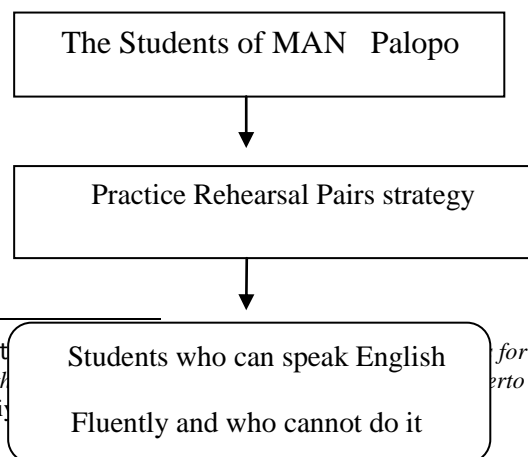 The Students of MAN Palopo
Practice Rehearsal Pairs strategy
Students who can speak English
for
Fluently and who cannot do it